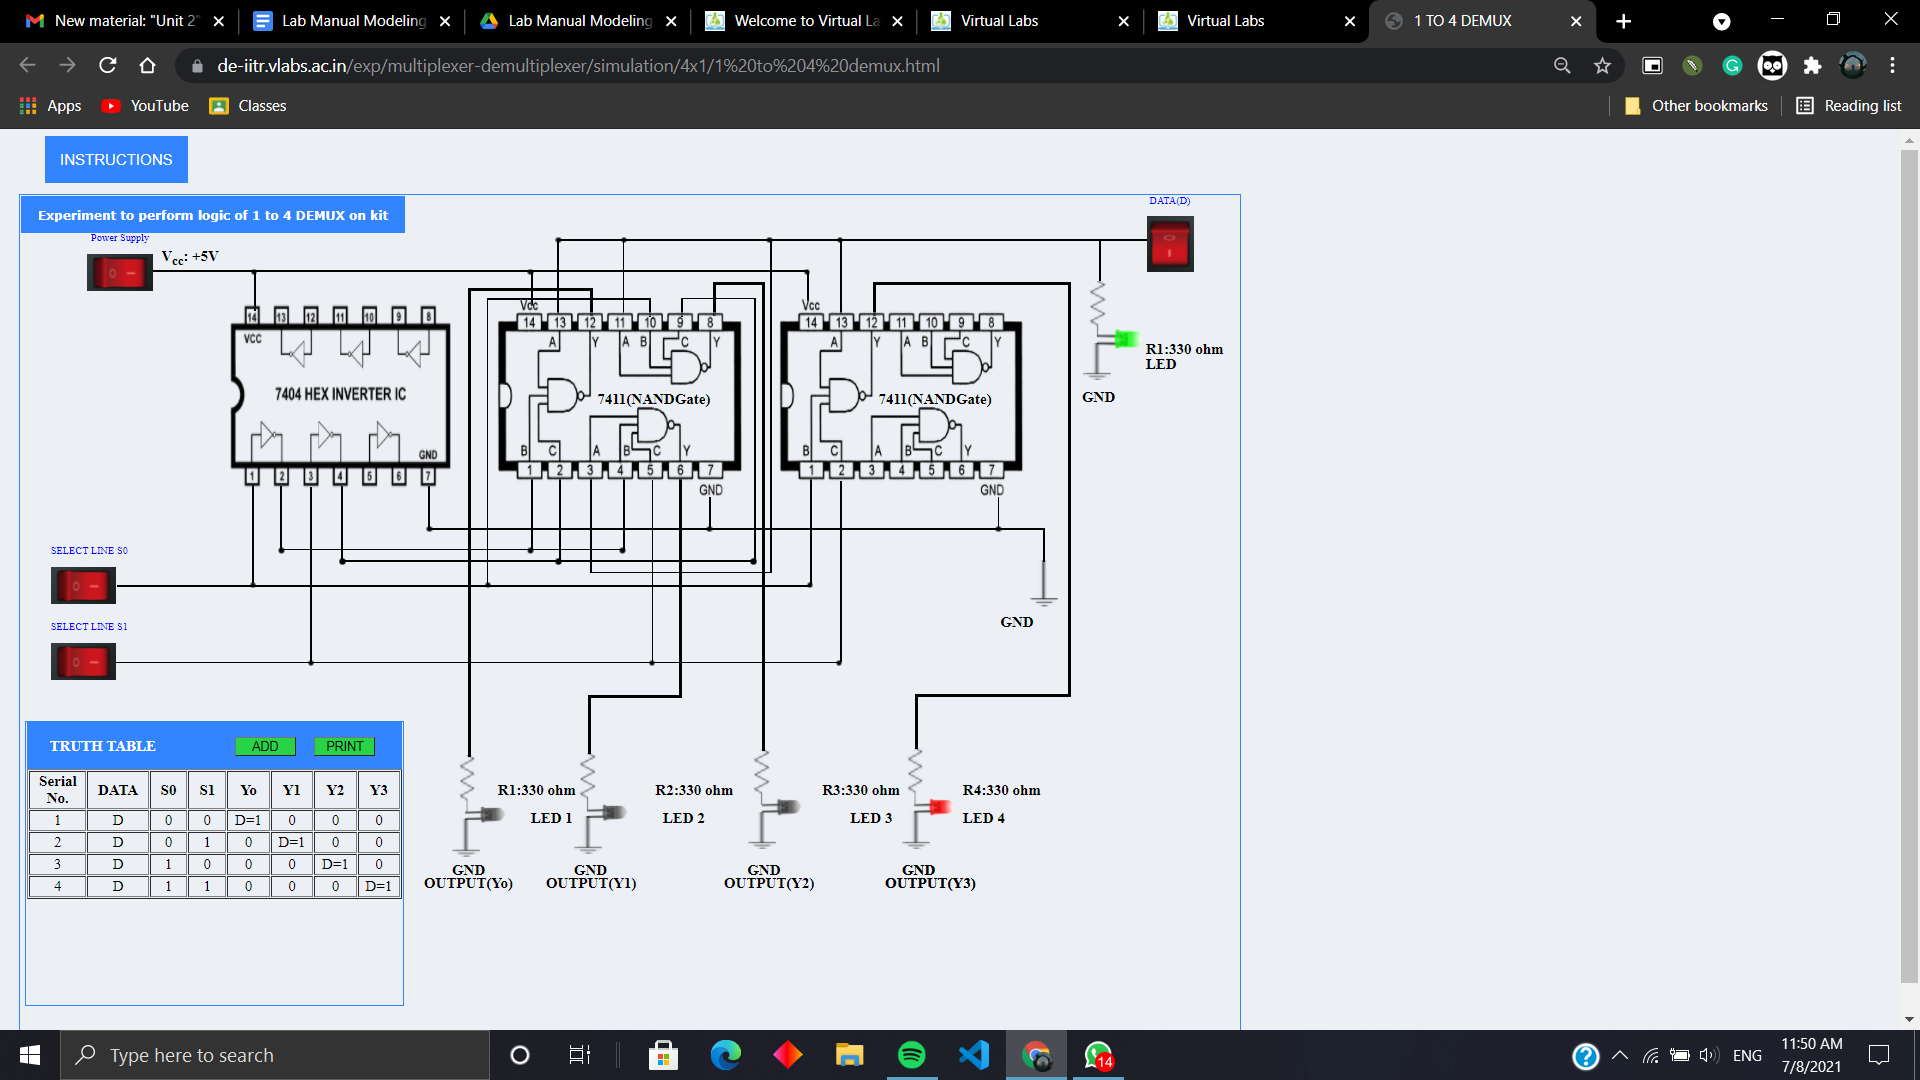 New material: "Unit 2"
Lab Manual Modeling
Lab Manual Modeling
Welcome to Virtual La
Virtual Labs
Virtual Labs
1 TO 4 DEMUX
de-iitr.vlabs.ac.in/exp/multiplexer-demultiplexer/simulation/4x1/1%20to%204%20demux.html
Apps
YouTube
Classes
Other bookmarks
Reading list
INSTRUCTIONS
Experiment to perform logic of 1 to 4 DEMUX on kit
DATA(D)
Power Supply
Vcc: +5V
14 13 12 11 10 9 8
VCC
7404 HEX INVERTER IC
GND
1 2 3 4 5 6 7
Vcc
14 13 12 11 10 9 8
A Y A B C Y
7411(NANDGate)
B C A B C Y
1 2 3 4 5 6 7
GND
Vcc
14 13 12 11 10 9 8
A Y A B C Y
7411(NANDGate)
B C A B C Y
1 2 3 4 5 6 7
GND
R1:330 ohm
LED
GND
SELECT LINE S0
SELECT LINE S1
GND
TRUTH TABLE ADD PRINT
Serial No. DATA S0 S1 Yo Y1 Y2 Y3
1 D 0 0 D=1 0 0 0
2 D 0 1 0 D=1 0 0
3 D 1 0 0 0 D=1 0
4 D 1 1 0 0 0 D=1
R1:330 ohm
LED 1
GND
OUTPUT(Yo)
R2:330 ohm
LED 2
GND
OUTPUT(Y1)
R3:330 ohm
LED 3
GND
OUTPUT(Y2)
R4:330 ohm
LED 4
GND
OUTPUT(Y3)
Type here to search
14
ENG
11:50 AM
7/8/2021